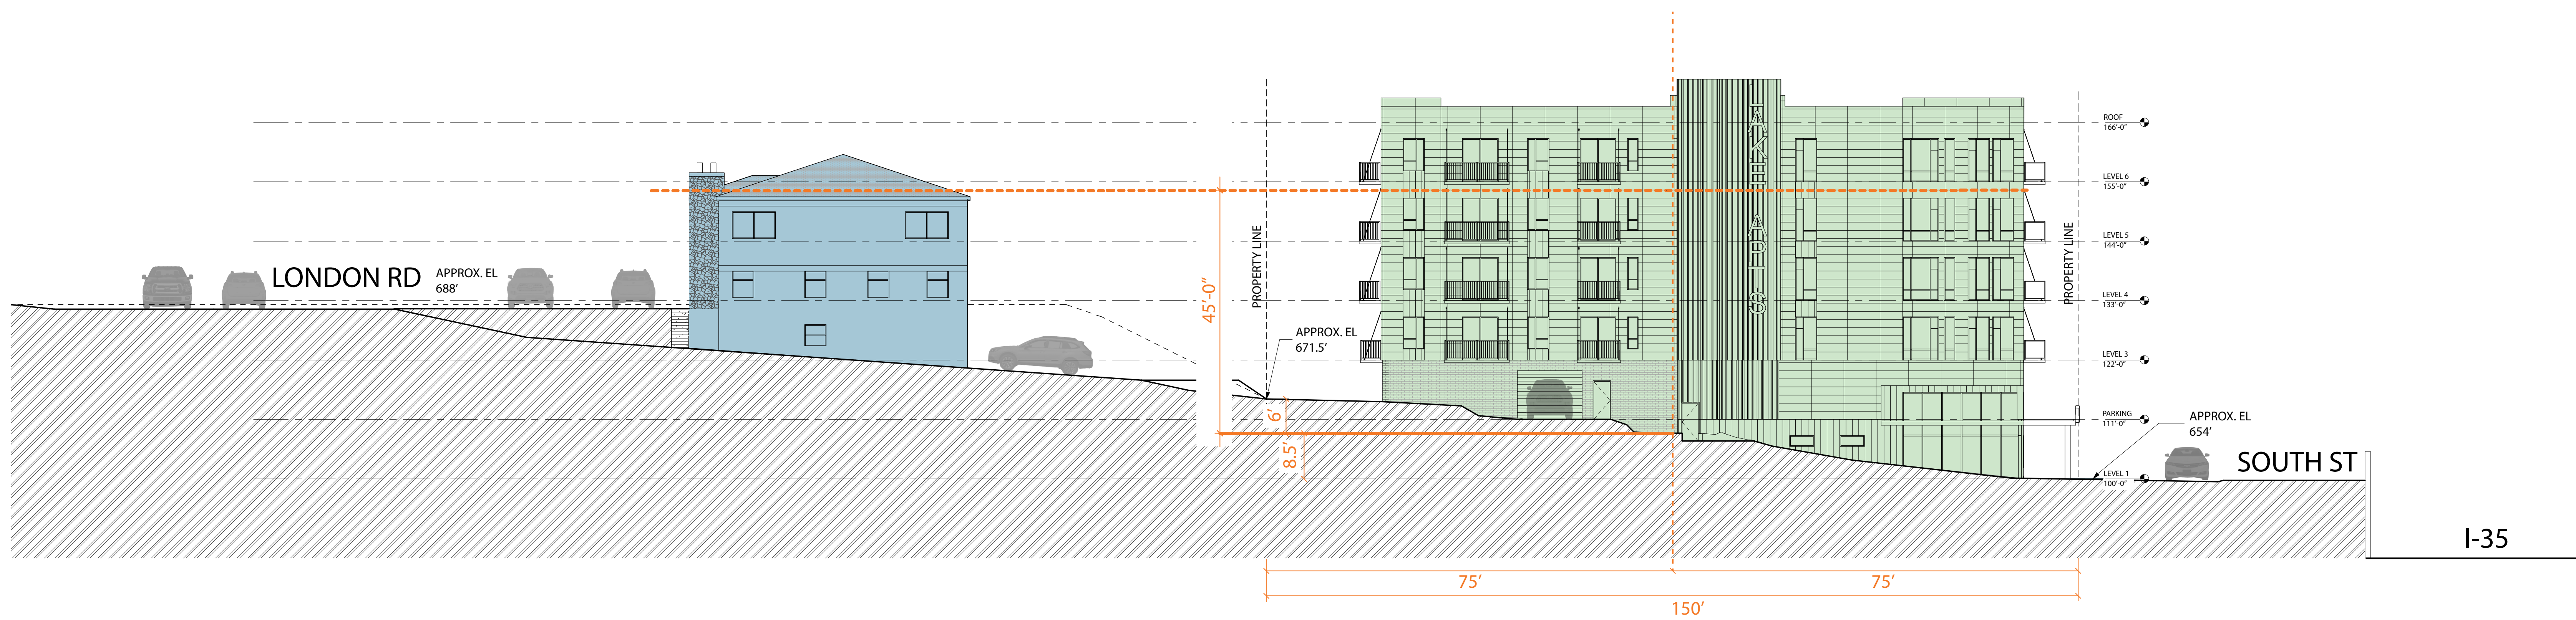 LONDON RD
APPROX. EL
688'
45'-0"
PROPERTY LINE
APPROX. EL
671.5'
6'
8.5'
LAKE APTS
PROPERTY LINE
ROOF
166'-0"
LEVEL 6
155'-0"
LEVEL 5
144'-0"
LEVEL 4
133'-0"
LEVEL 3
122'-0"
PARKING
111'-0"
LEVEL 1
100'-0"
APPROX. EL
654'
SOUTH ST
I-35
75'
75'
150'